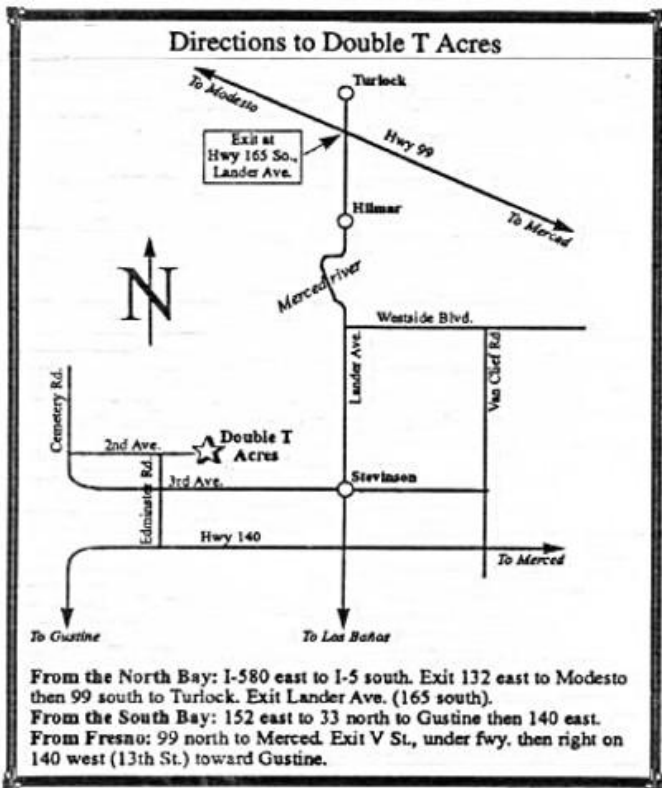 Directions to Double T Acres
Turlock
To Modesto
Hwy 99
Exit at
Hwy 165 So.,
Lander Ave.
Hilmar
To Merced
N
Merced river
Westside Blvd.
Lander Ave.
Van Clief Rd.
Cemetery Rd.
2nd Ave.
Double T
Acres
Edminster Rd.
3rd Ave.
Stevinson
Hwy 140
To Merced
To Gustine
To Los Baños
From the North Bay: I-580 east to I-5 south. Exit 132 east to Modesto
then 99 south to Turlock. Exit Lander Ave. (165 south).
From the South Bay: 152 east to 33 north to Gustine then 140 east.
From Fresno: 99 north to Merced. Exit V St., under fwy. then right on
140 west (13th St.) toward Gustine.